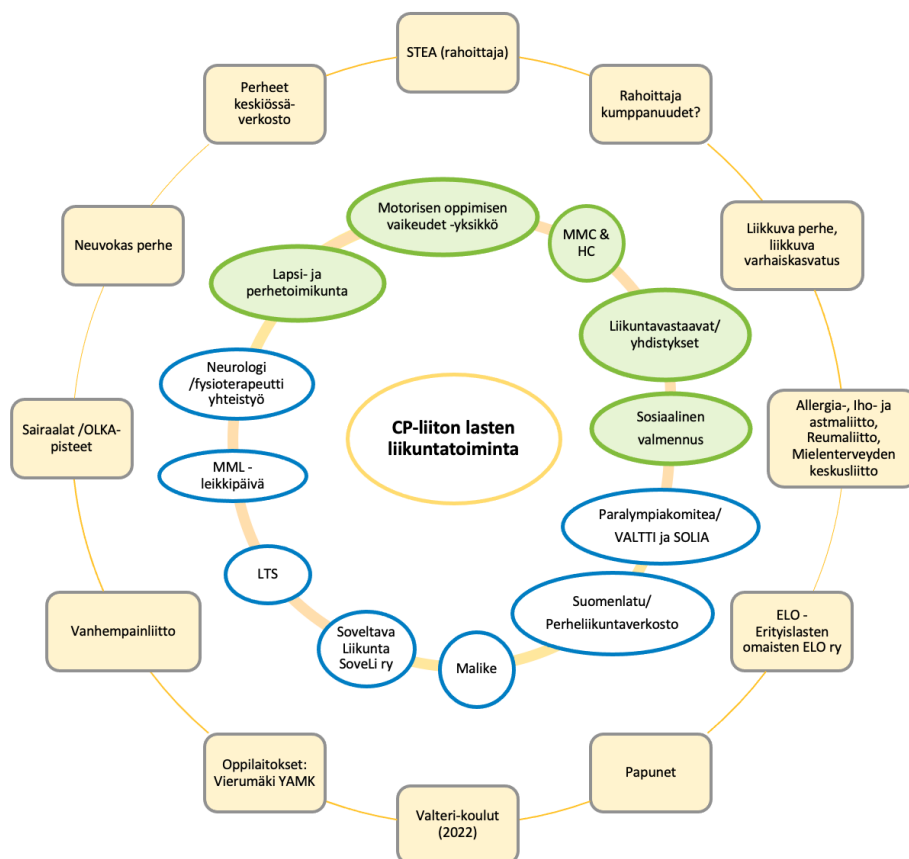 STEA (rahoittaja)
Perheet
keskiössä-
verkosto
Rahoittaja
kumppanuudet?
Motorisen oppimisen
vaikeudet -yksikkö
MMC &
HC
Neuvokas perhe
Liikkuva perhe,
liikkuva
varhaiskasvatus
Lapsi- ja
perhetoimikunta
Liikuntavastaavat/
yhdistykset
Neurologi
/fysioterapeutti
yhteistyö
CP-liiton lasten
liikuntatoiminta
Sosiaalinen
valmennus
Sairaalat /OLKA-
pisteet
Allergia-, Iho- ja
astmaliitto,
Reumaliitto,
Mielenterveyden
keskusliitto
MML -
leikkipäivä
Paralympiakomitea/
VALTTI ja SOLIA
LTS
Suomenlatu/
Perheliikuntaverkosto
Vanhempainliitto
Soveltava
Liikunta
SoveLi ry
Malike
ELO -
Erityislasten
omaisten ELO ry
Oppilaitokset:
Vierumäki YAMK
Papunet
Valteri-koulut
(2022)